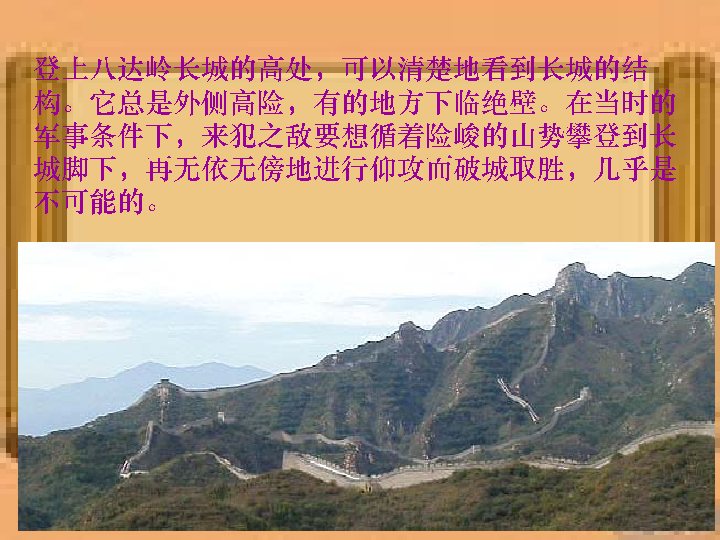 登上八达岭长城的高处，可以清楚地看到长城的结
构。它总是外侧高险，有的地方下临绝壁。在当时的
军事条件下，来犯之敌要想循着险峻的山势攀登到长
城脚下，再无依无傍地进行仰攻而破城取胜，几乎是
不可能的。